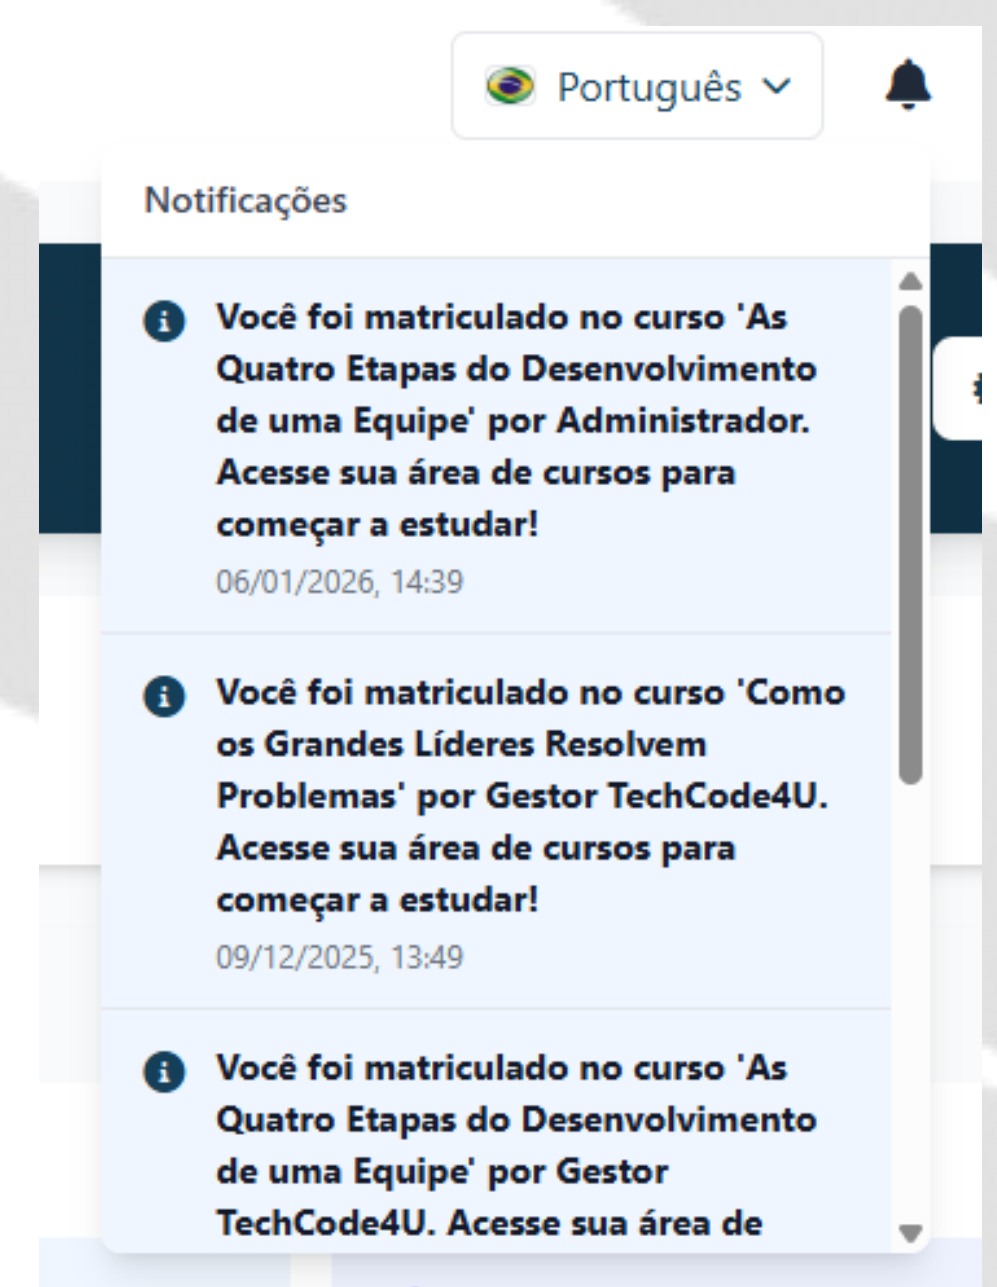 Português
Notificações
Você foi matriculado no curso 'As
Quatro Etapas do Desenvolvimento
de uma Equipe' por Administrador.
Acesse sua área de cursos para
começar a estudar!
06/01/2026, 14:39
Você foi matriculado no curso 'Como
os Grandes Líderes Resolvem
Problemas' por Gestor TechCode4U.
Acesse sua área de cursos para
começar a estudar!
09/12/2025, 13:49
Você foi matriculado no curso 'As
Quatro Etapas do Desenvolvimento
de uma Equipe' por Gestor
TechCode4U. Acesse sua área de